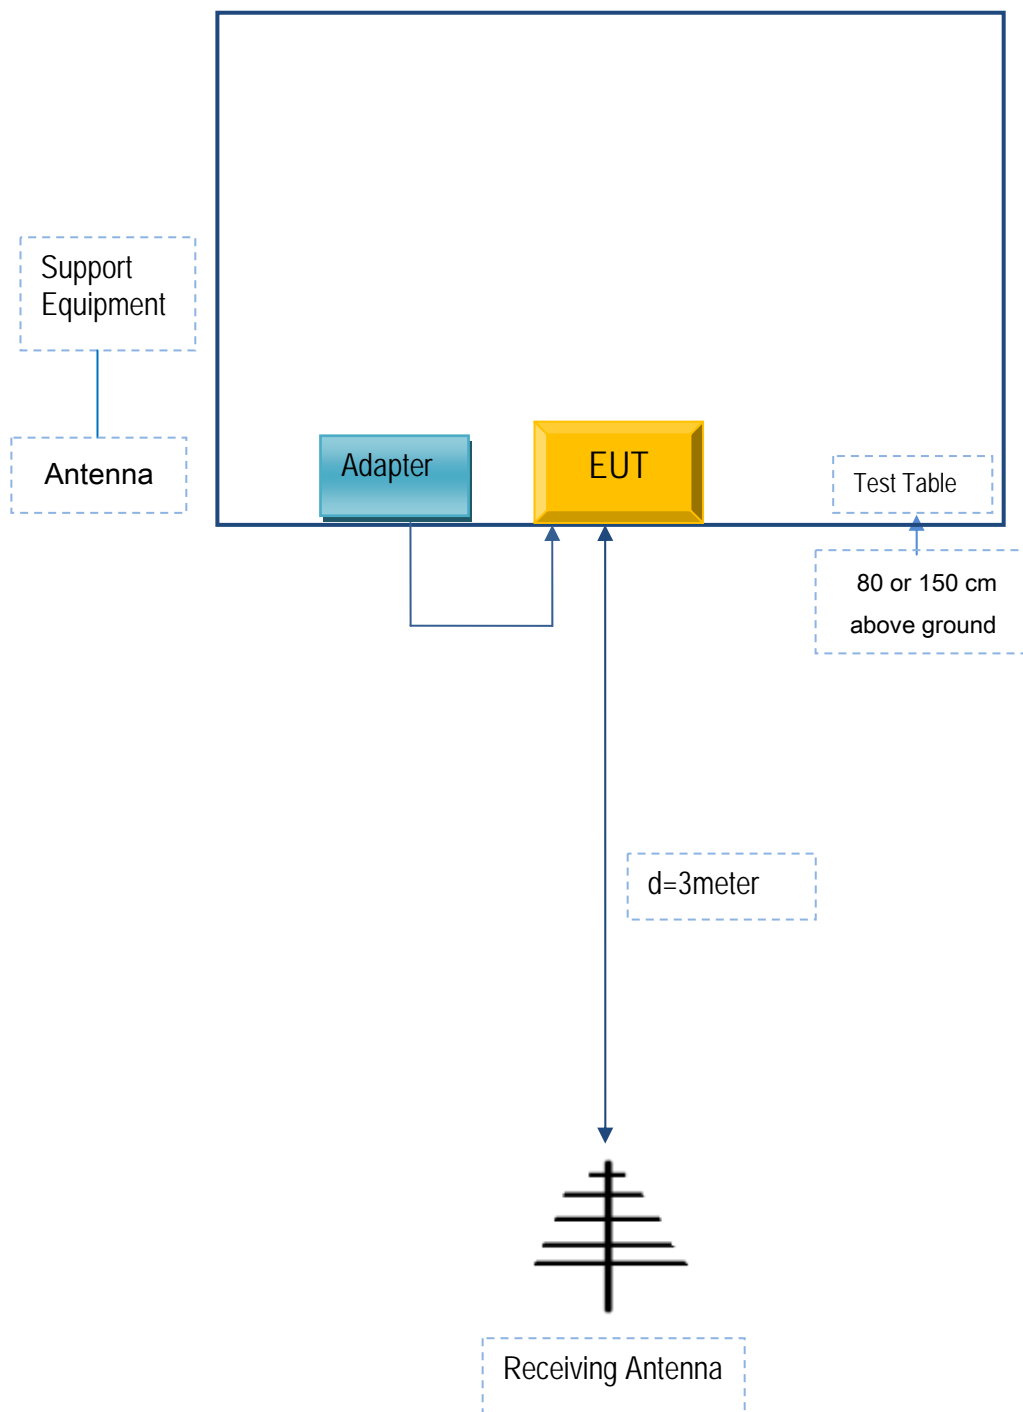 Support
Equipment
Antenna
Adapter
EUT
Test Table
80 or 150 cm
above ground
d=3meter
Receiving Antenna